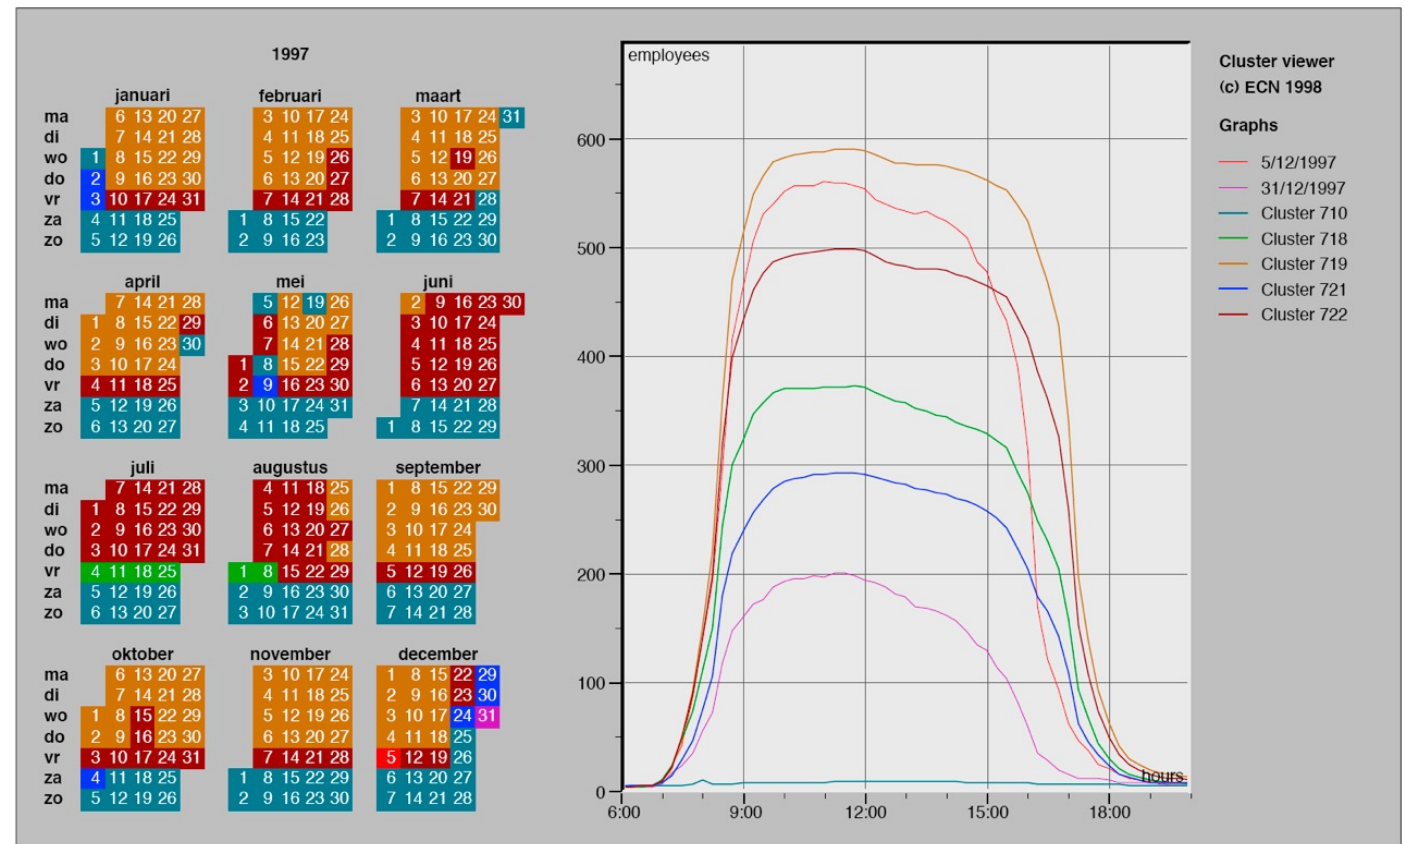 1997
januari februari maart
ma 6 13 20 27 3 10 17 24 3 10 17 24 31
di 7 14 21 28 4 11 18 25 4 11 18 25
wo 1 8 15 22 29 5 12 19 26 5 12 19 26
do 2 9 16 23 30 6 13 20 27 6 13 20 27
vr 3 10 17 24 31 7 14 21 28 7 14 21 28
za 4 11 18 25 1 8 15 22 1 8 15 22 29
zo 5 12 19 26 2 9 16 23 2 9 16 23 30
april mei juni
ma 7 14 21 28 5 12 19 26 2 9 16 23 30
di 1 8 15 22 29 6 13 20 27 3 10 17 24
wo 2 9 16 23 30 7 14 21 28 4 11 18 25
do 3 10 17 24 1 8 15 22 29 5 12 19 26
vr 4 11 18 25 2 9 16 23 30 6 13 20 27
za 5 12 19 26 3 10 17 24 31 7 14 21 28
zo 6 13 20 27 4 11 18 25 1 8 15 22 29
juli augustus september
ma 7 14 21 28 4 11 18 25 1 8 15 22 29
di 1 8 15 22 29 5 12 19 26 2 9 16 23 30
wo 2 9 16 23 30 6 13 20 27 3 10 17 24
do 3 10 17 24 31 7 14 21 28 4 11 18 25
vr 4 11 18 25 1 8 15 22 29 5 12 19 26
za 5 12 19 26 2 9 16 23 30 6 13 20 27
zo 6 13 20 27 3 10 17 24 31 7 14 21 28
oktober november december
ma 6 13 20 27 3 10 17 24 1 8 15 22 29
di 7 14 21 28 4 11 18 25 2 9 16 23 30
wo 1 8 15 22 29 5 12 19 26 3 10 17 24 31
do 2 9 16 23 30 6 13 20 27 4 11 18 25
vr 3 10 17 24 31 7 14 21 28 5 12 19 26
za 4 11 18 25 1 8 15 22 29 6 13 20 27
zo 5 12 19 26 2 9 16 23 30 7 14 21 28
employees
600
500
400
300
200
100
0
hours
6:00 9:00 12:00 15:00 18:00
Cluster viewer
(c) ECN 1998
Graphs
5/12/1997
31/12/1997
Cluster 710
Cluster 718
Cluster 719
Cluster 721
Cluster 722